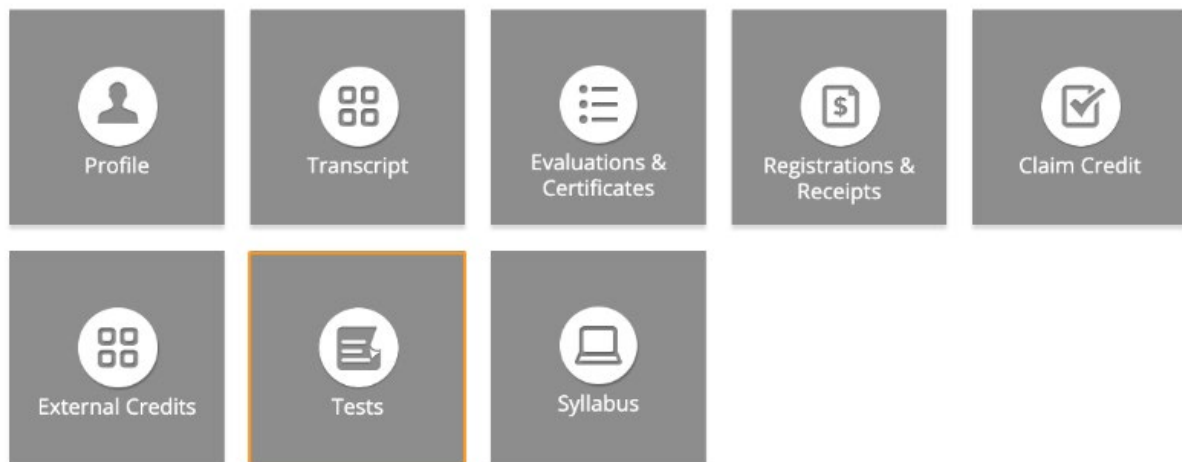 Profile
Transcript
Evaluations &
Certificates
Registrations &
Receipts
Claim Credit
External Credits
Tests
Syllabus